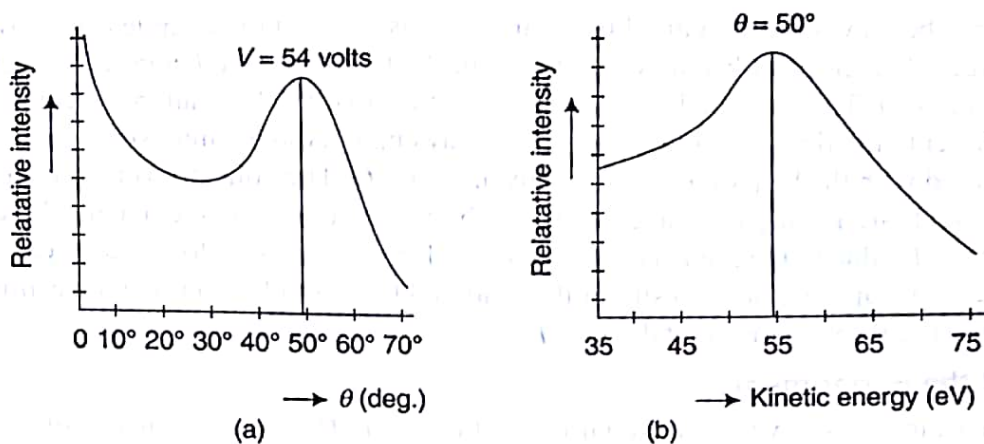 V = 54 volts
Relatative intensity
0 10° 20° 30° 40° 50° 60° 70°
θ (deg.)
(a)
θ = 50°
Relatative intensity
35 45 55 65 75
Kinetic energy (eV)
(b)